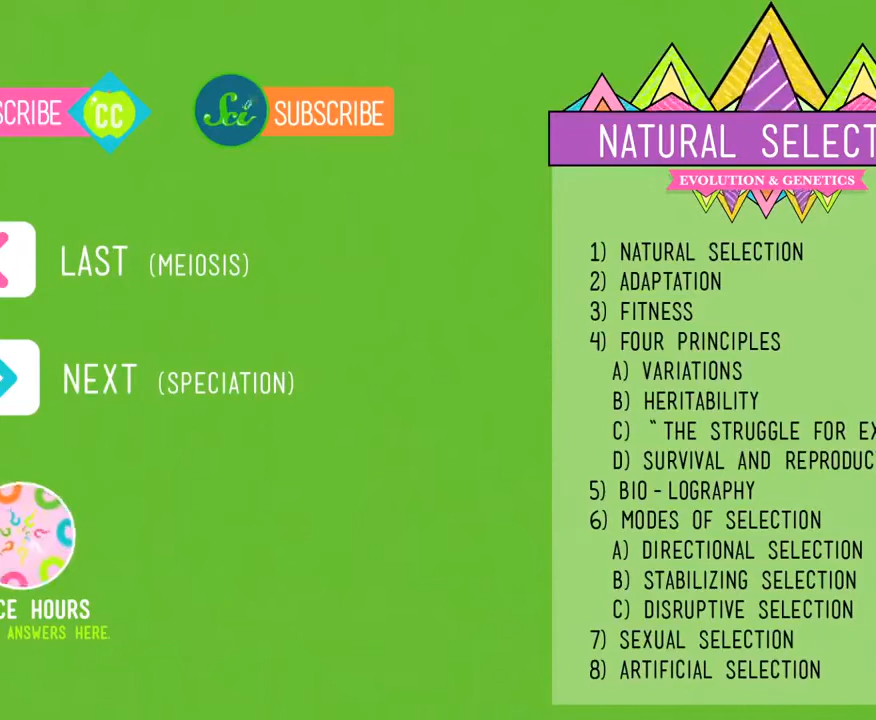 SCRIBE
CC
Sci
SUBSCRIBE
LAST (MEIOSIS)
NEXT (SPECIATION)
CE HOURS
ANSWERS HERE.
NATURAL SELECT
EVOLUTION & GENETICS
1) NATURAL SELECTION
2) ADAPTATION
3) FITNESS
4) FOUR PRINCIPLES
A) VARIATIONS
B) HERITABILITY
C) "THE STRUGGLE FOR EX
D) SURVIVAL AND REPRODUC
5) BIO-LOGRAPHY
6) MODES OF SELECTION
A) DIRECTIONAL SELECTION
B) STABILIZING SELECTION
C) DISRUPTIVE SELECTION
7) SEXUAL SELECTION
8) ARTIFICIAL SELECTION